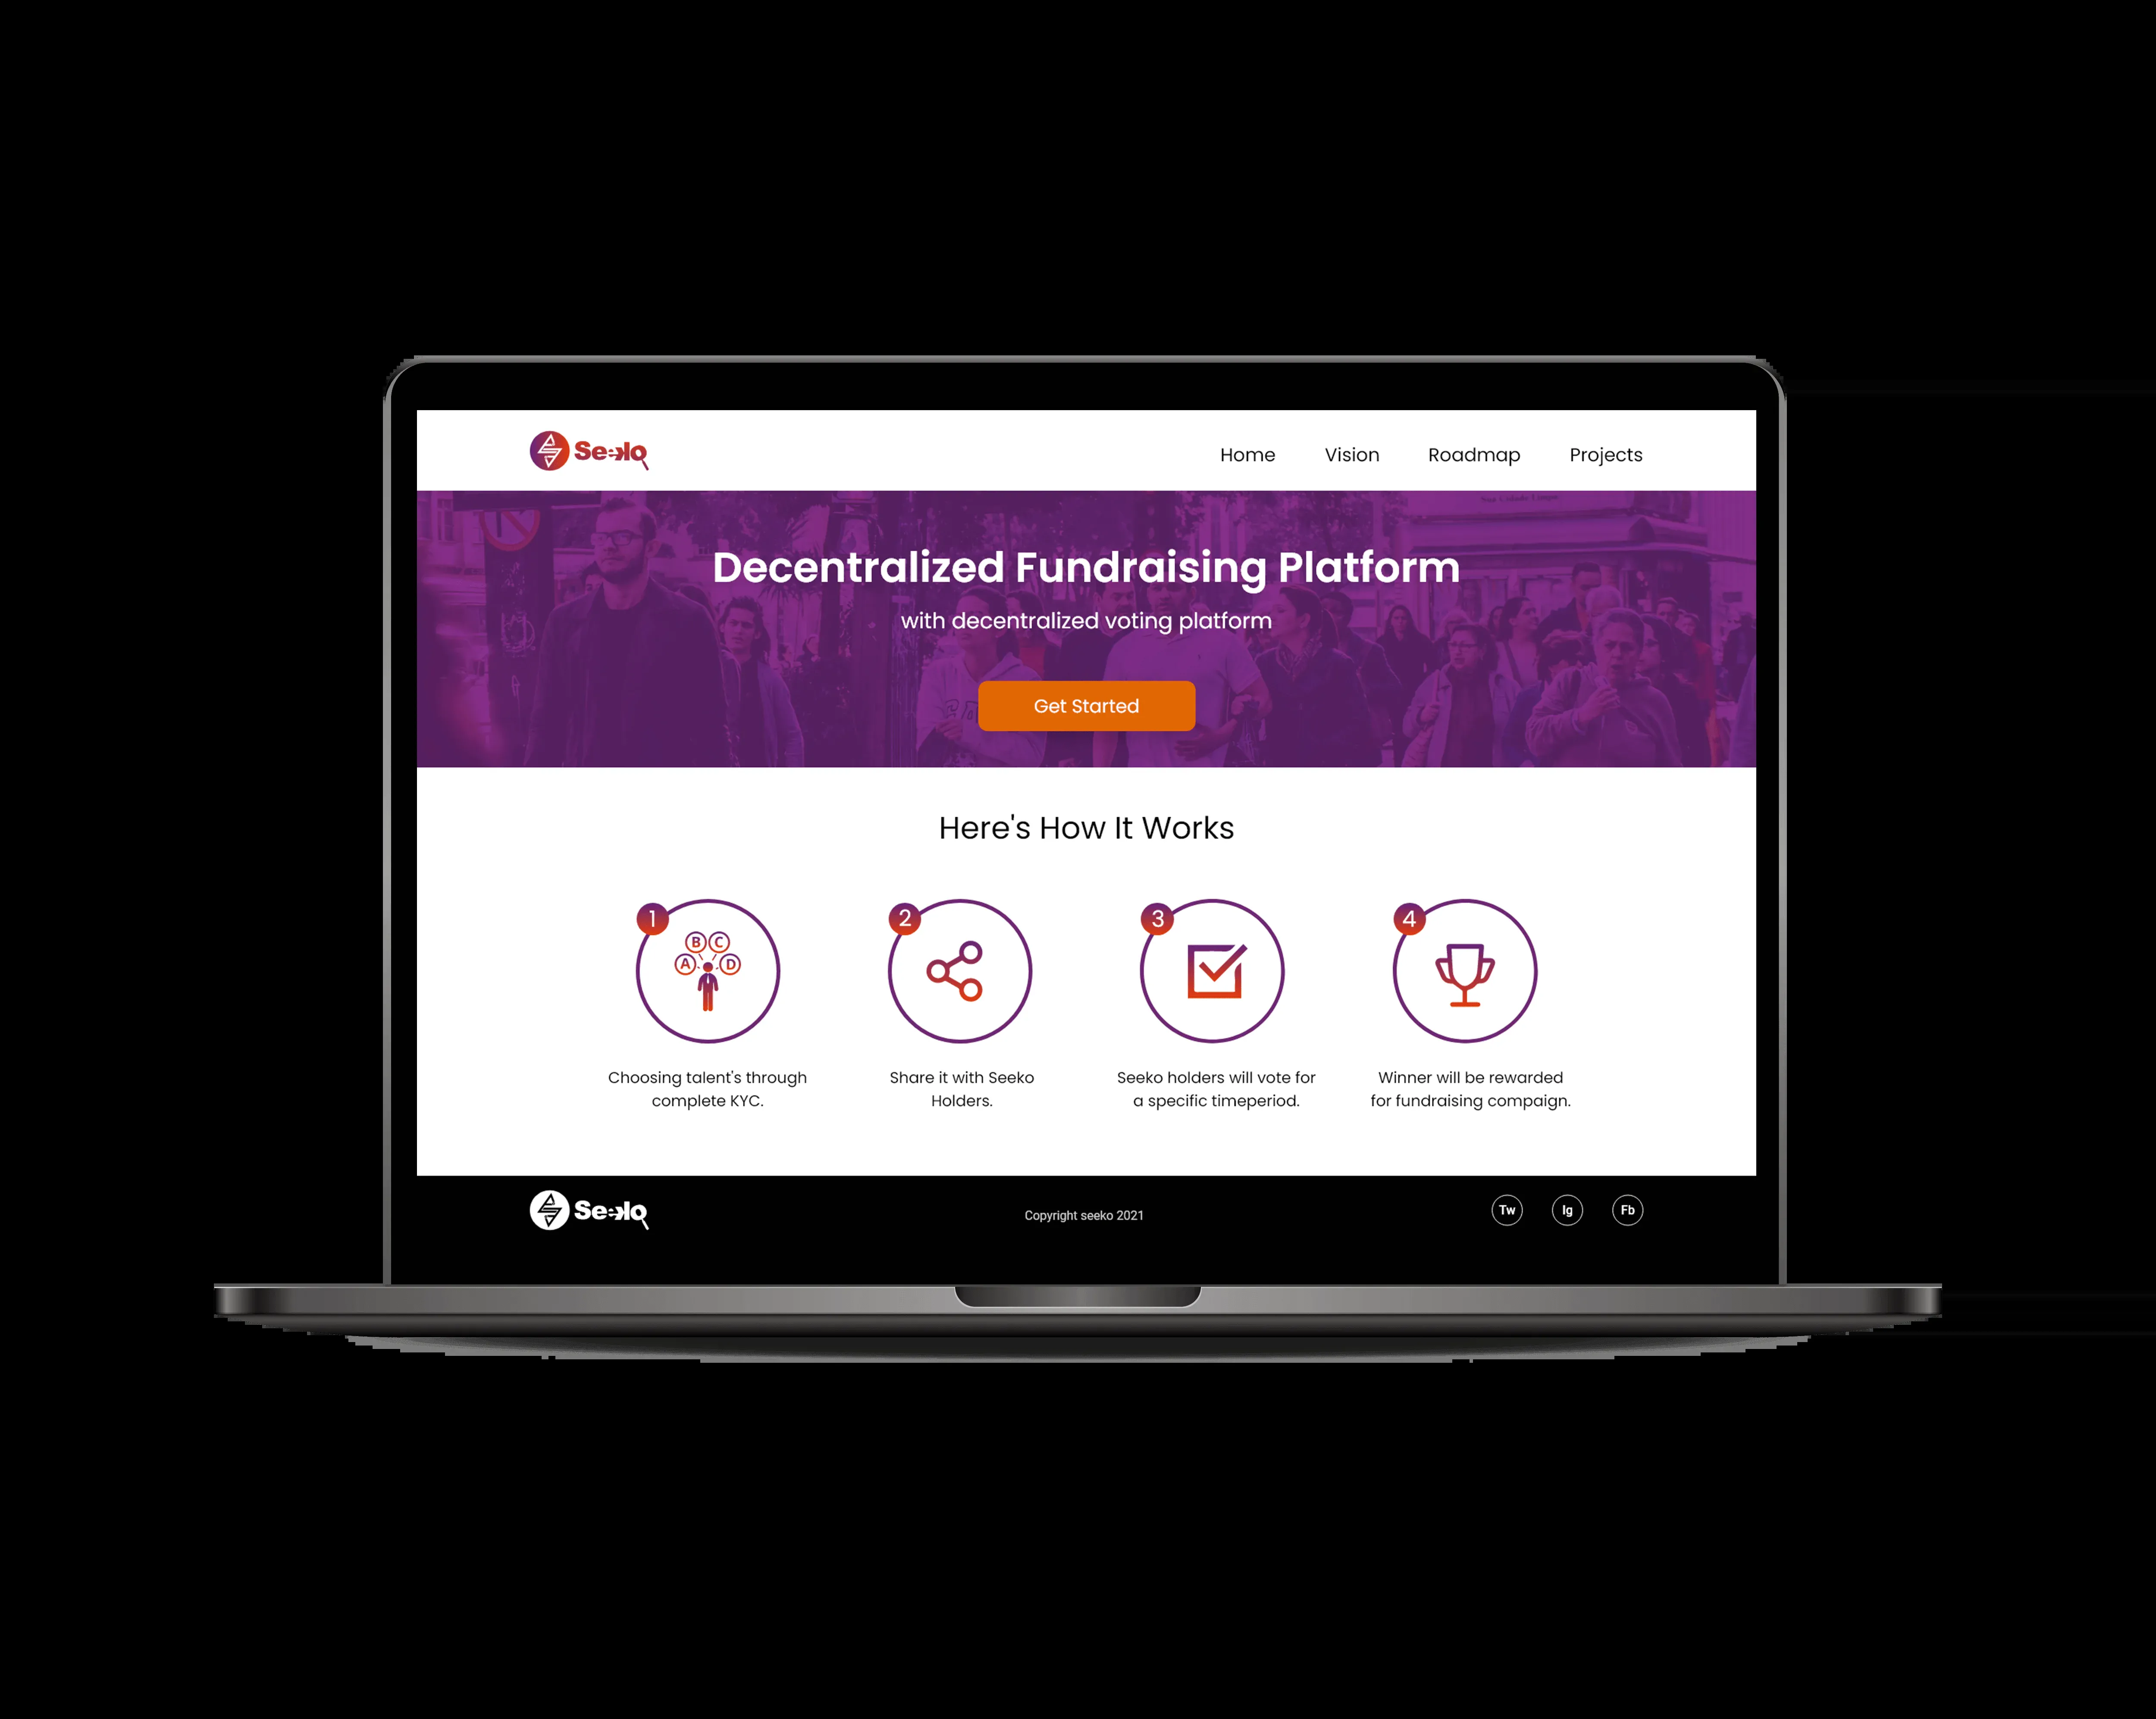 Seeko
Home Vision Roadmap Projects
Decentralized Fundraising Platform
with decentralized voting platform
Get Started
Here's How It Works
1
B C
A D
2
3
4
Choosing talent's through
complete KYC.
Share it with Seeko
Holders.
Seeko holders will vote for
a specific timeperiod.
Winner will be rewarded
for fundraising compaign.
Seeko
Copyright seeko 2021
Tw Ig Fb